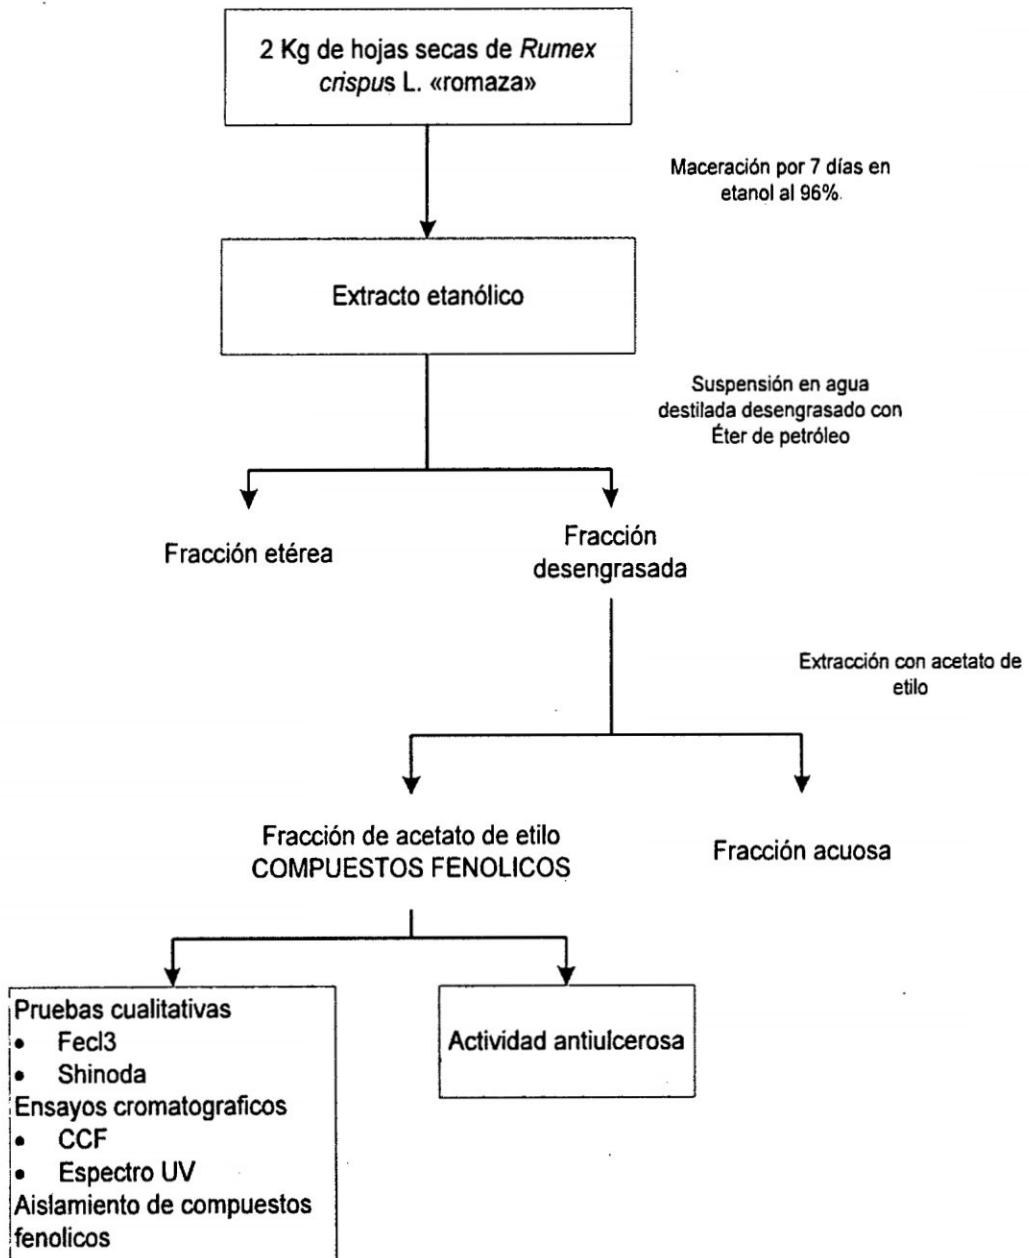 2 Kg de hojas secas de Rumex
crispus L. «romaza»
Maceración por 7 días en
etanol al 96%.
Extracto etanólico
Suspensión en agua
destilada desengrasado con
Éter de petróleo
Fracción etérea
Fracción
desengrasada
Extracción con acetato de
etilo
Fracción de acetato de etilo
COMPUESTOS FENOLICOS
Fracción acuosa
Pruebas cualitativas
• Fecl3
• Shinoda
Ensayos cromatograficos
• CCF
• Espectro UV
Aislamiento de compuestos
fenolicos
Actividad antiulcerosa